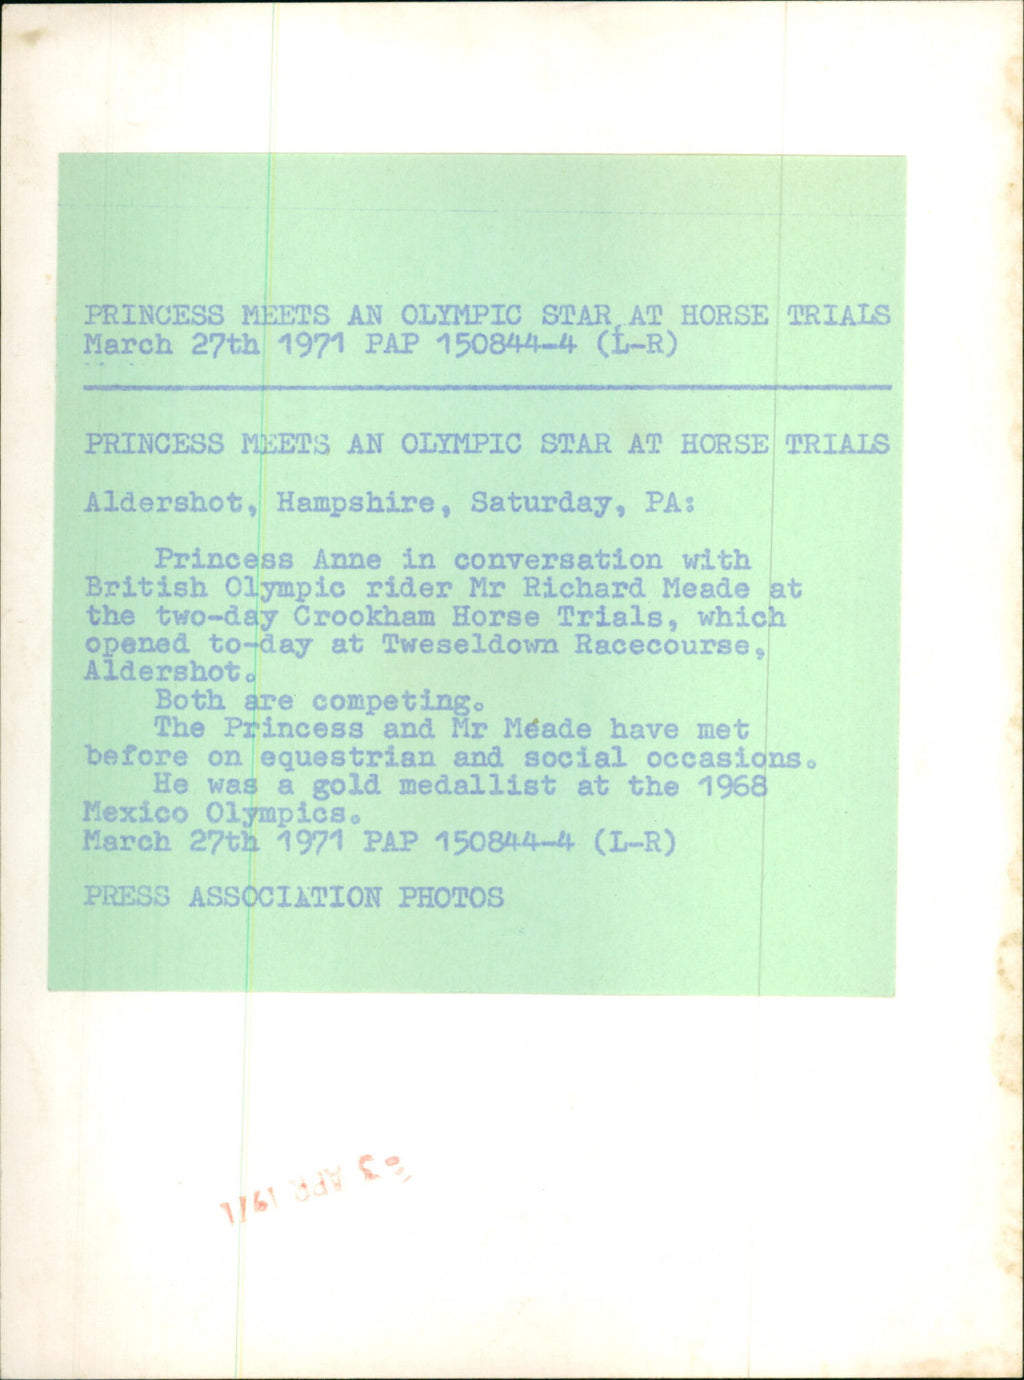 PRINCESS MEETS AN OLYMPIC STAR AT HORSE TRIALS
March 27th 1971 PAP 150844-4 (L-R)
PRINCESS MEETS AN OLYMPIC STAR AT HORSE TRIALS
Aldershot, Hampshire, Saturday, PA:
Princess Anne in conversation with
British Olympic rider Mr Richard Meade at
the two-day Crookham Horse Trials, which
opened to-day at Tweseldown Racecourse,
Aldershot.
Both are competing.
The Princess and Mr Meade have met
before on equestrian and social occasions.
He was a gold medallist at the 1968
Mexico Olympics.
March 27th 1971 PAP 150844-4 (L-R)
PRESS ASSOCIATION PHOTOS
APR 1971